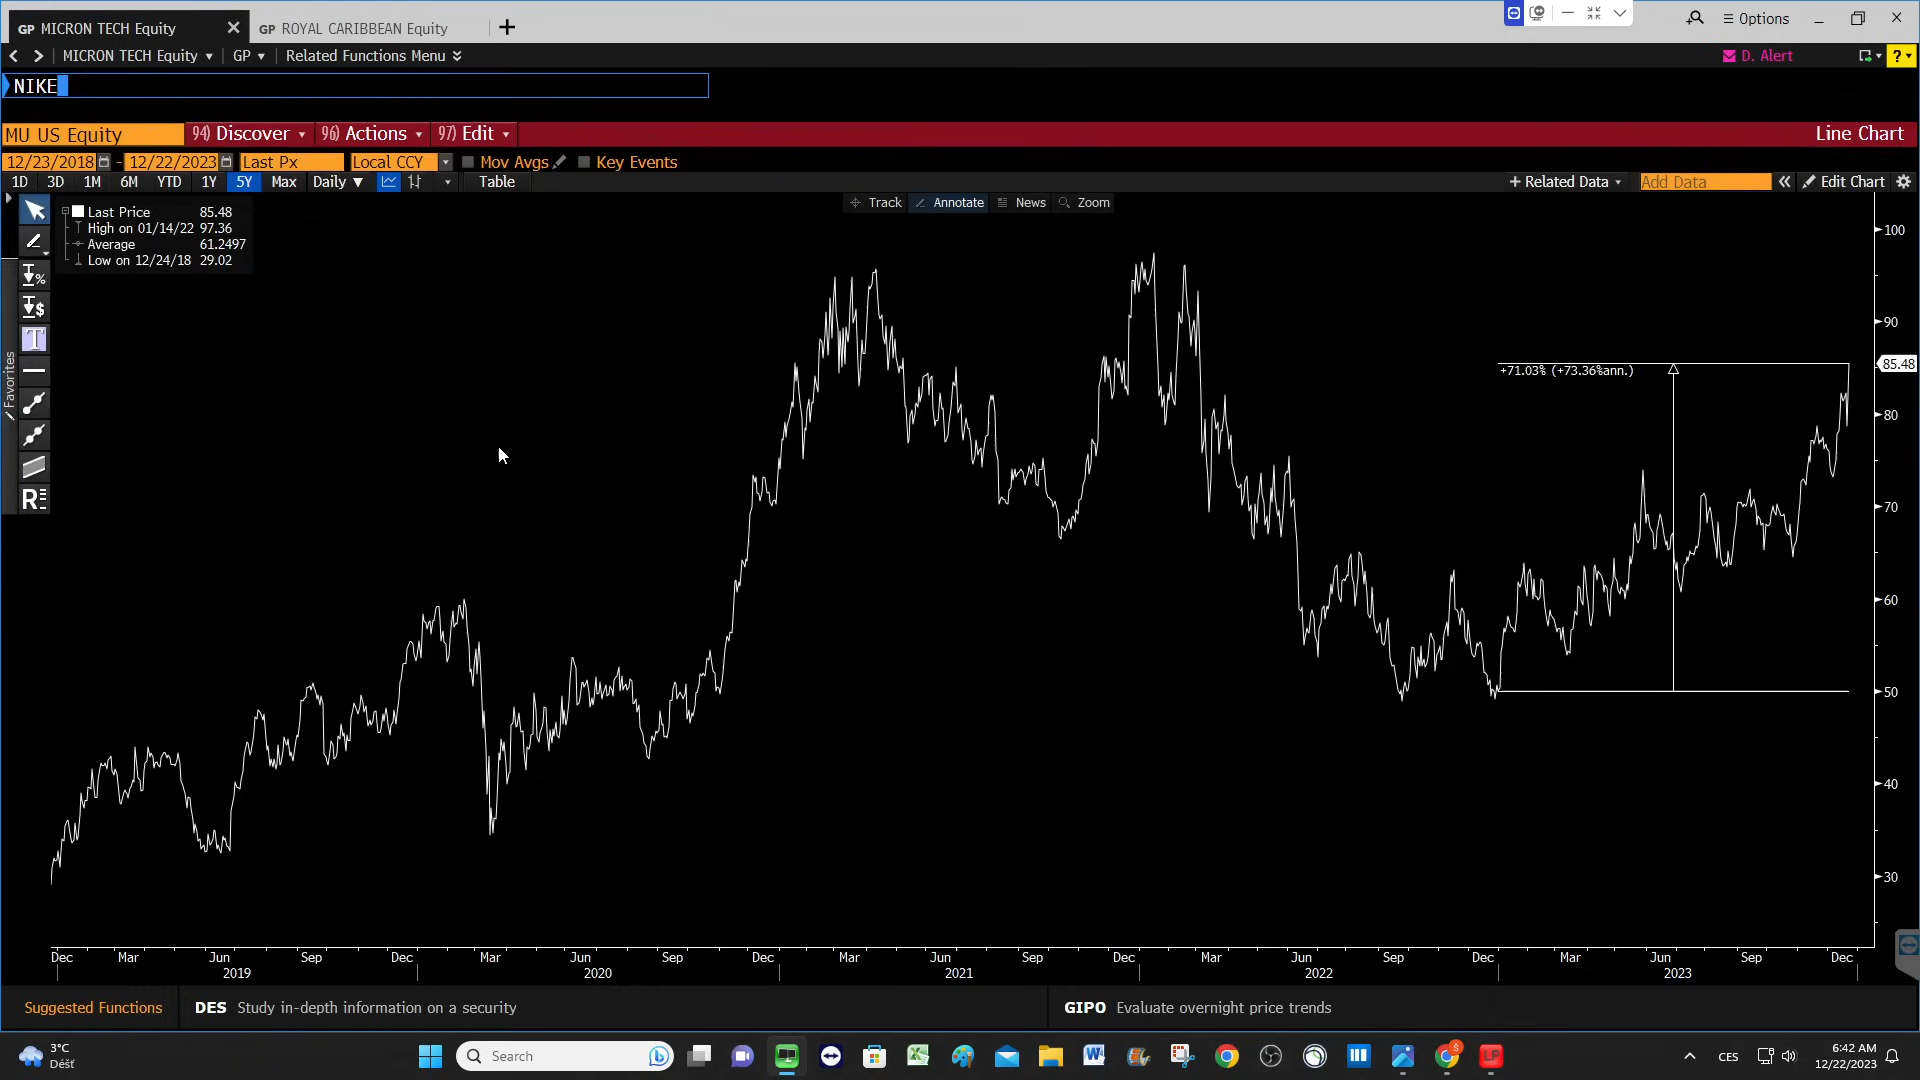 GP MICRON TECH Equity
GP ROYAL CARIBBEAN Equity
Options
MICRON TECH Equity
GP
Related Functions Menu
D. Alert
?
NIKE
MU US Equity
94) Discover
96) Actions
97) Edit
Line Chart
12/23/2018 - 12/22/2023 Last Px Local CCY Mov Avgs Key Events
1D 3D 1M 6M YTD 1Y 5Y Max Daily Table
+ Related Data
Add Data
Edit Chart
Track Annotate News Zoom
Last Price 85.48
High on 01/14/22 97.36
Average 61.2497
Low on 12/24/18 29.02
Favorites
%
$
T
R
+71.03% (+73.36%ann.)
100
90
85.48
80
70
60
50
40
30
Dec Mar Jun Sep Dec Mar Jun Sep Dec Mar Jun Sep Dec Mar Jun Sep Dec Mar Jun Sep Dec
2019 2020 2021 2022 2023
Suggested Functions
DES Study in-depth information on a security
GIPO Evaluate overnight price trends
3°C
Déšť
Search
W
LP
CES
6:42 AM
12/22/2023